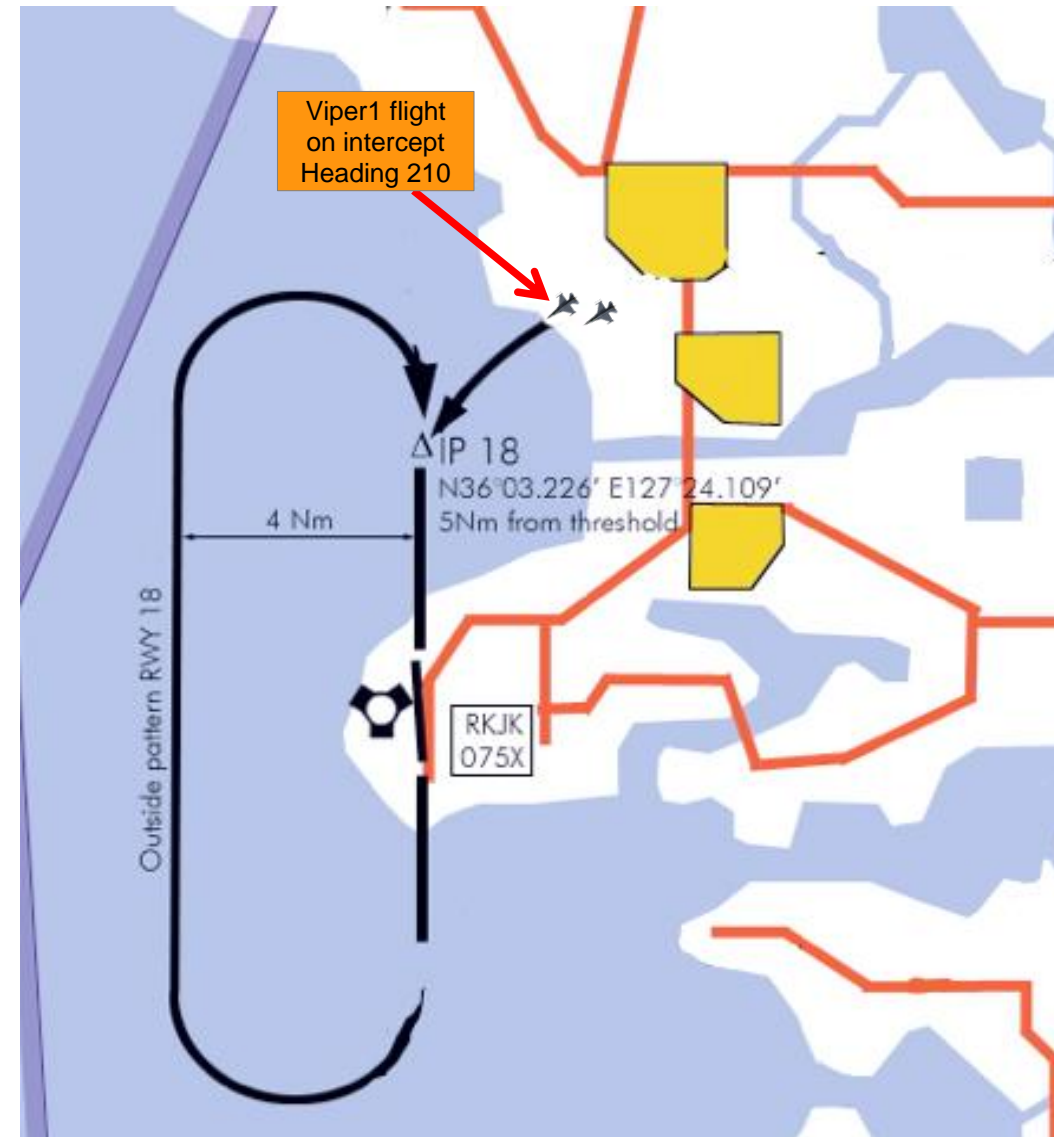 Viper1 flight
on intercept
Heading 210
IP 18
N36°03.226' E127°24.109'
5Nm from threshold
4 Nm
Outside pattern RWY 18
RKJK
075X